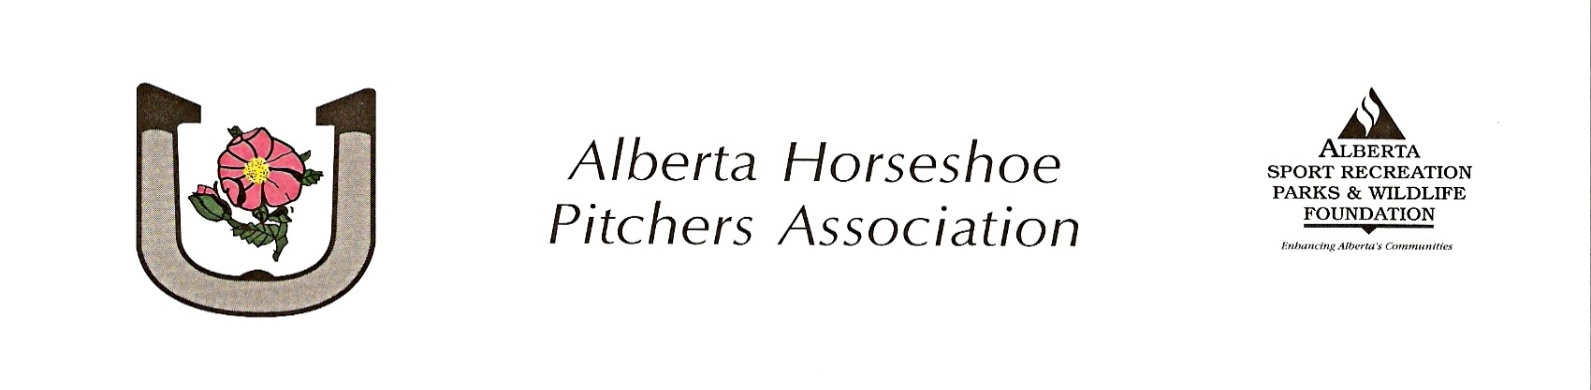 Alberta Horseshoe
Pitchers Association
ALBERTA
SPORT RECREATION
PARKS & WILDLIFE
FOUNDATION
Enhancing Alberta's Communities